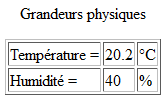 Grandeurs physiques
Température = 20.2 °C
Humidité = 40 %